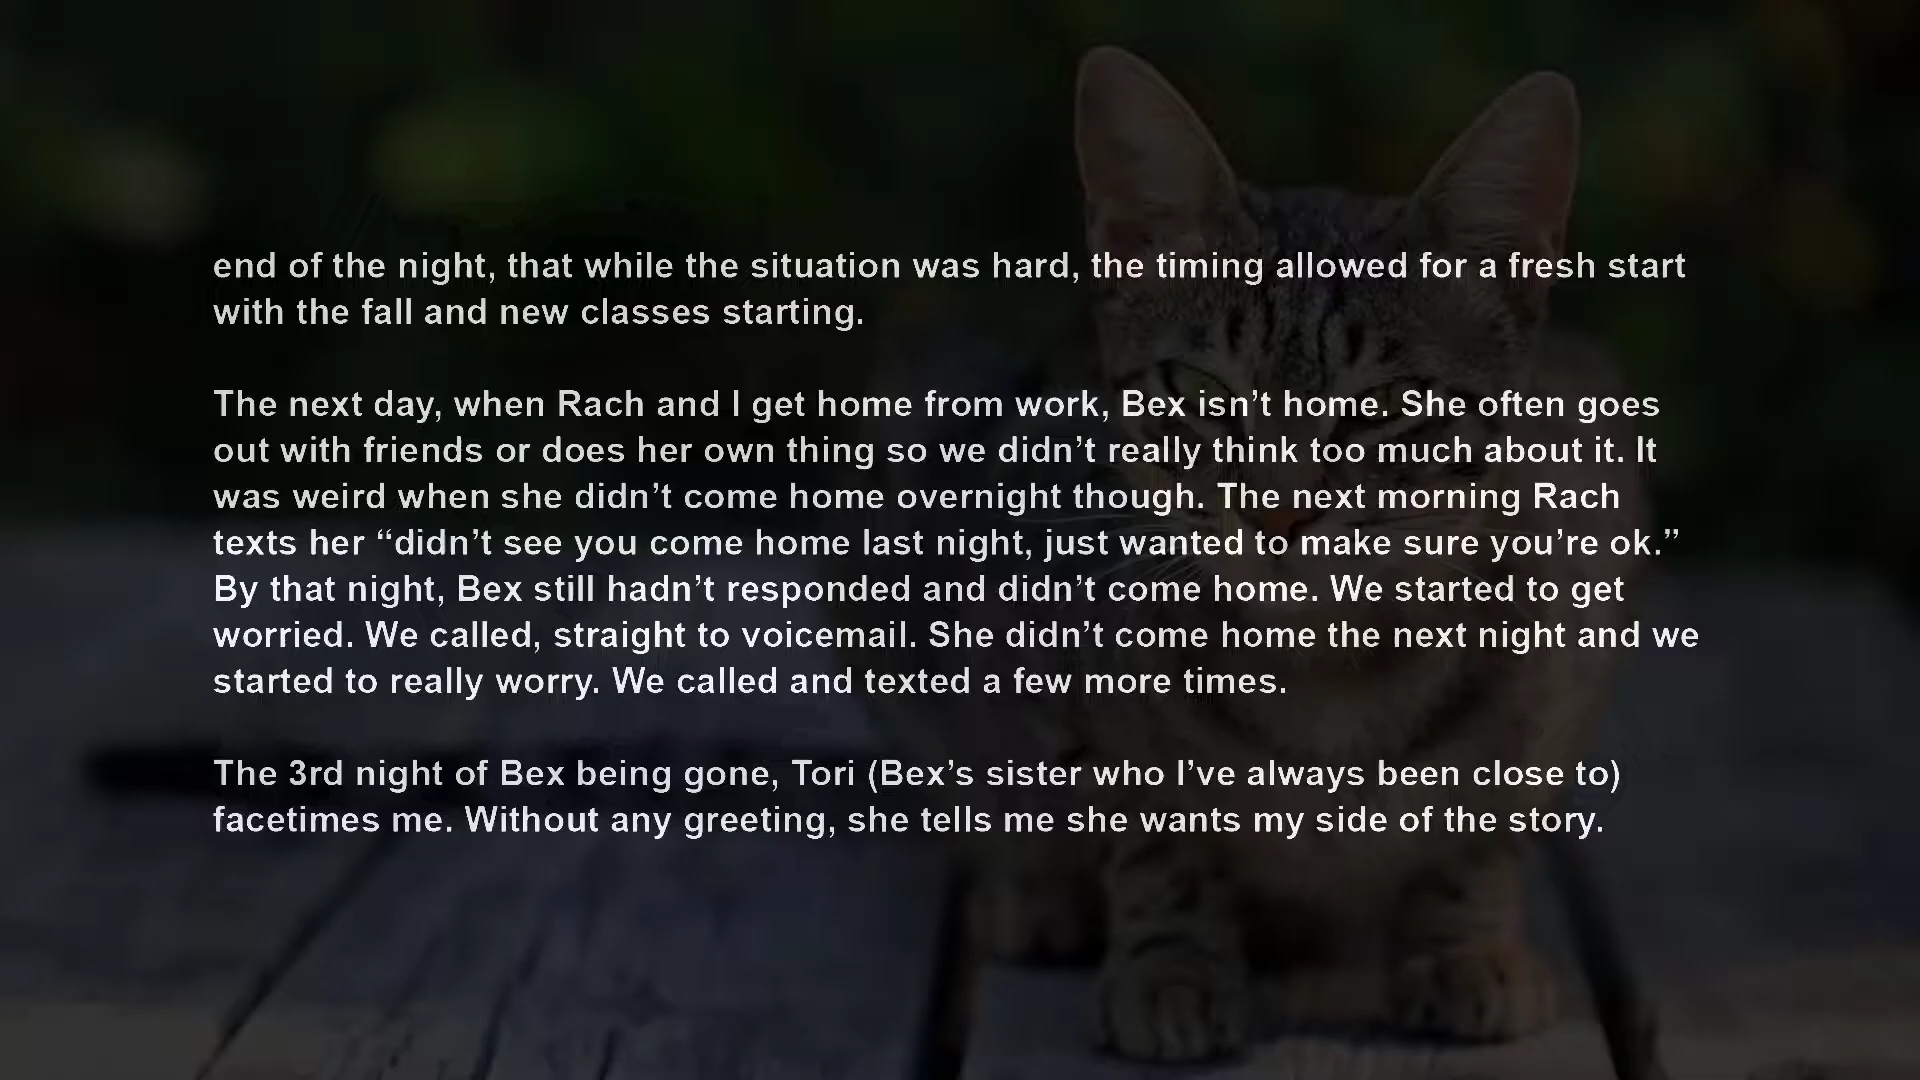 end of the night, that while the situation was hard, the timing allowed for a fresh start
with the fall and new classes starting.
The next day, when Rach and I get home from work, Bex isn’t home. She often goes
out with friends or does her own thing so we didn’t really think too much about it. It
was weird when she didn’t come home overnight though. The next morning Rach
texts her “didn’t see you come home last night, just wanted to make sure you’re ok.”
By that night, Bex still hadn’t responded and didn’t come home. We started to get
worried. We called, straight to voicemail. She didn’t come home the next night and we
started to really worry. We called and texted a few more times.
The 3rd night of Bex being gone, Tori (Bex’s sister who I’ve always been close to)
facetimes me. Without any greeting, she tells me she wants my side of the story.